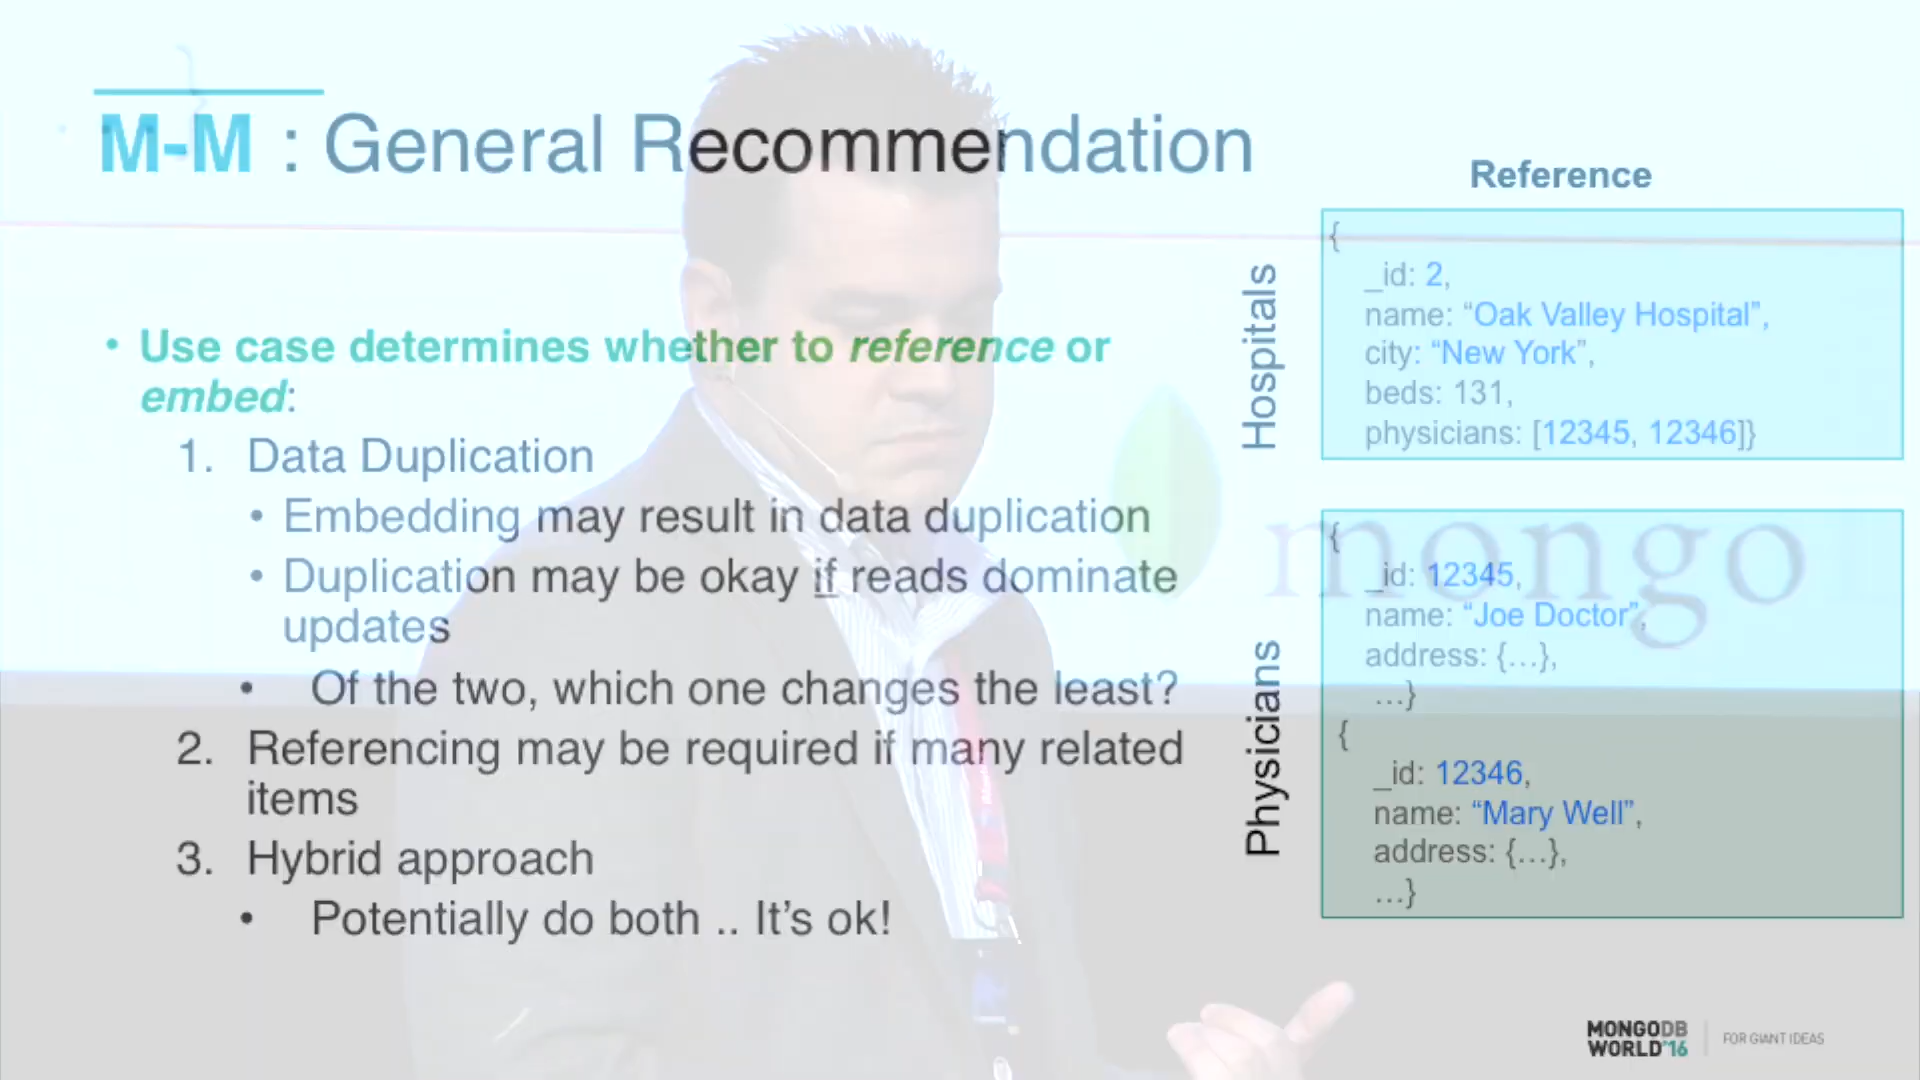 M-M : General Recommendation
• Use case determines whether to reference or
embed:
1. Data Duplication
• Embedding may result in data duplication
• Duplication may be okay if reads dominate
updates
• Of the two, which one changes the least?
2. Referencing may be required if many related
items
3. Hybrid approach
• Potentially do both .. It’s ok!
Reference
Hospitals
{
_id: 2,
name: “Oak Valley Hospital”,
city: “New York”,
beds: 131,
physicians: [12345, 12346]}
Physicians
{
_id: 12345,
name: “Joe Doctor”,
address: {…},
…}
{
_id: 12346,
name: “Mary Well”,
address: {…},
…}
mongo
MONGODB
WORLD’16
FOR GIANT IDEAS